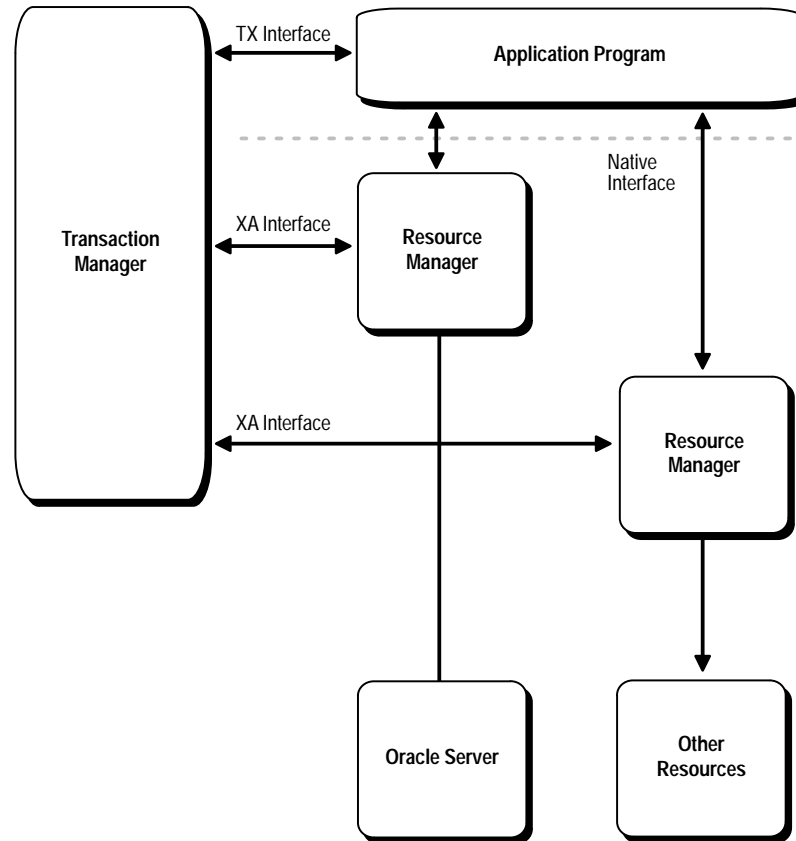 TX Interface
Application Program
Native
Interface
XA Interface
Transaction
Manager
Resource
Manager
XA Interface
Resource
Manager
Oracle Server
Other
Resources